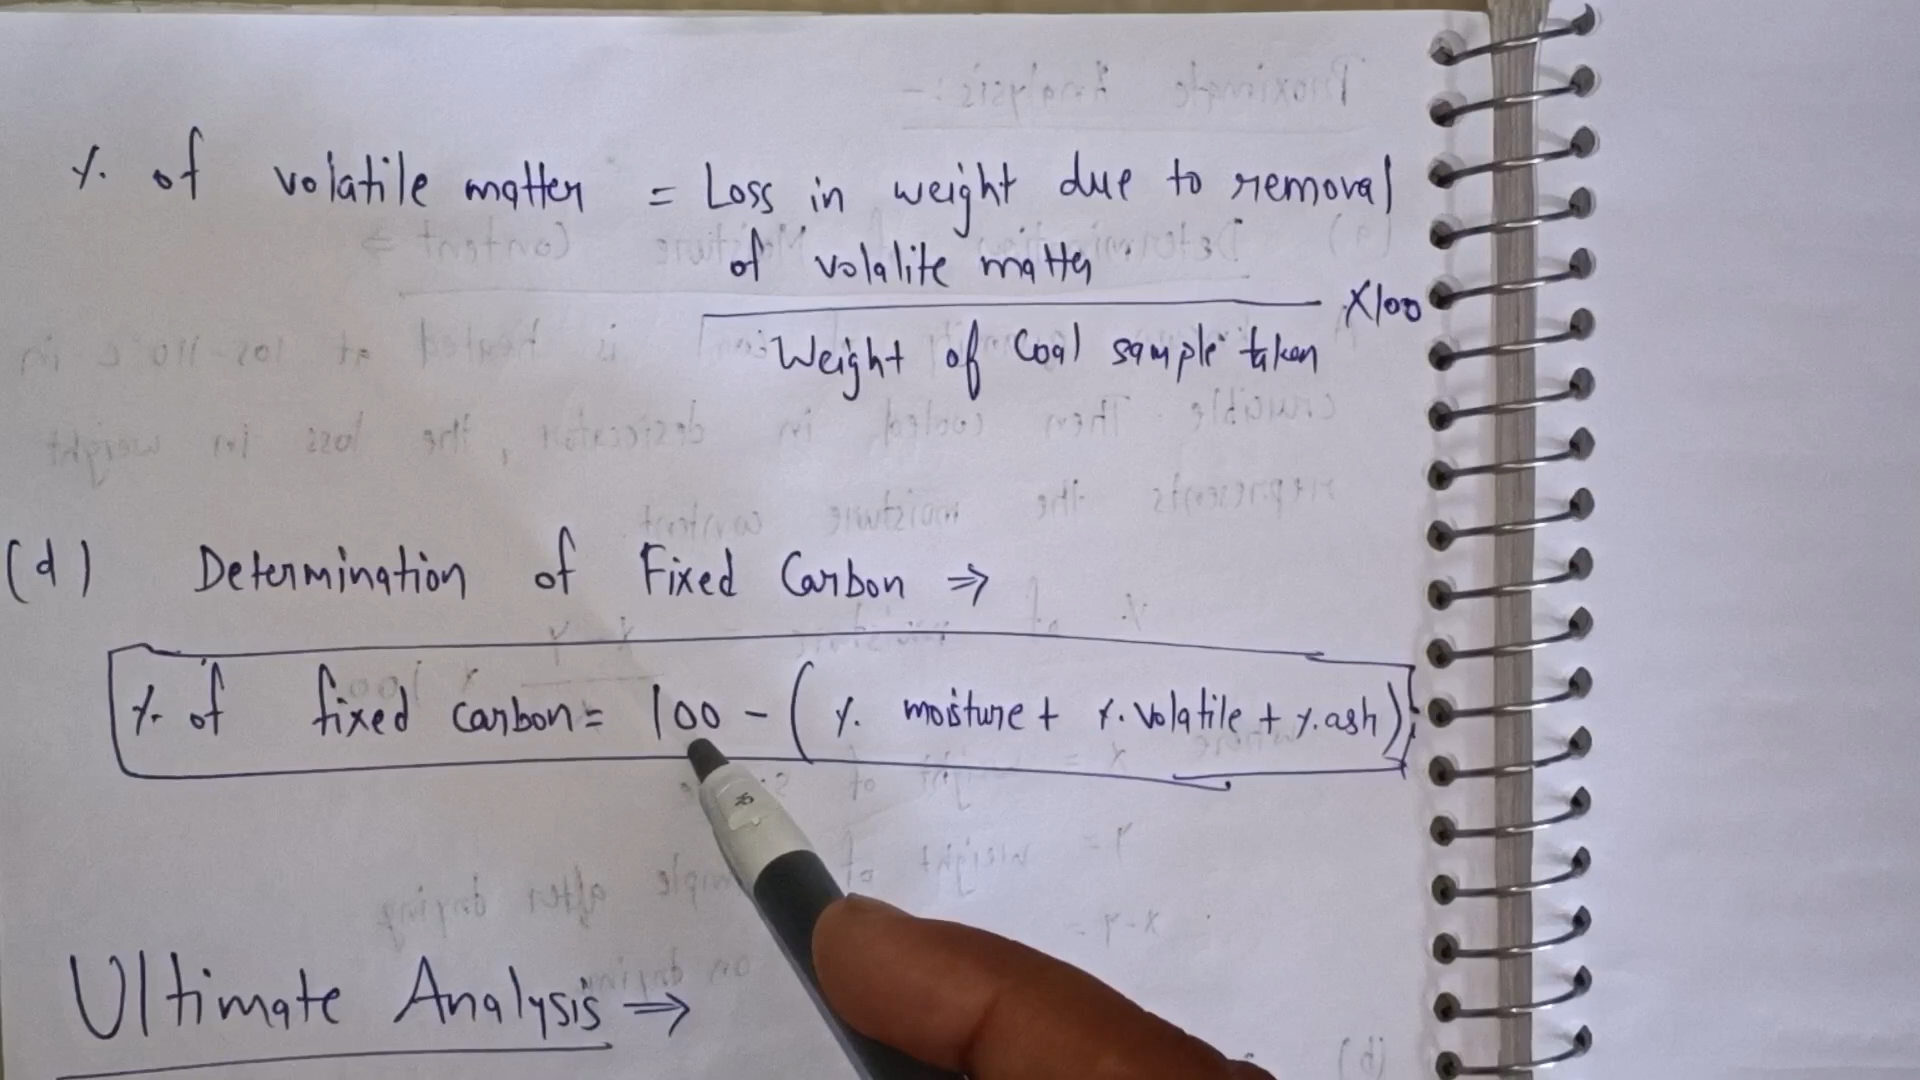 % of volatile matter = Loss in weight due to removal
of volalite matter
X100
Weight of Coal sample taken
(d) Determination of Fixed Carbon ⇒
% of fixed carbon = 100 - ( % moisture + % volatile + % ash)
Ultimate Analysis ⇒